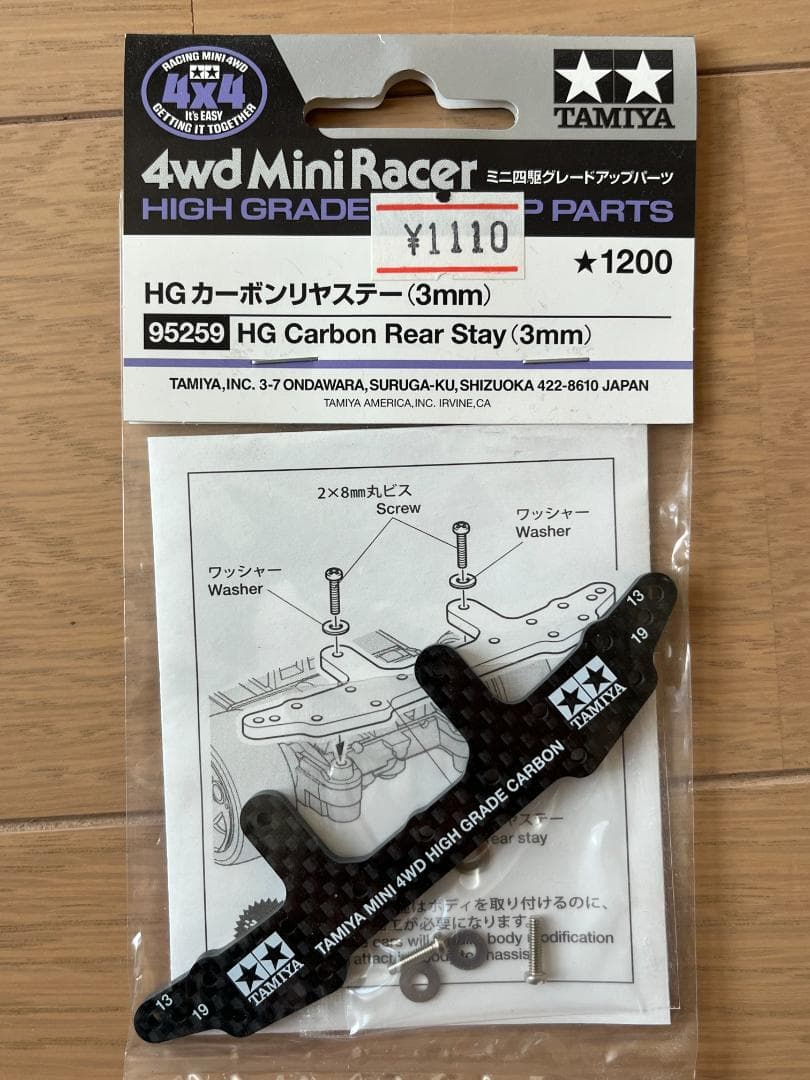 RACING MINI 4WD
4x4
It's EASY
GETTING IT TOGETHER
TAMIYA
4wd Mini Racer ミニ四駆グレードアップパーツ
HIGH GRADE P PARTS
¥1110
★1200
HG カーボンリヤステー(3mm)
95259 HG Carbon Rear Stay(3mm)
TAMIYA,INC. 3-7 ONDAWARA, SURUGA-KU, SHIZUOKA 422-8610 JAPAN
TAMIYA AMERICA,INC. IRVINE,CA
2×8mm丸ビス
Screw
ワッシャー
Washer
ワッシャー
Washer
13
19
TAMIYA
TAMIYA MINI 4WD HIGH GRADE CARBON
TAMIYA
13
19
ステー
rear stay
ボディを取り付けるのに、
が必要になります。
cars will body modification